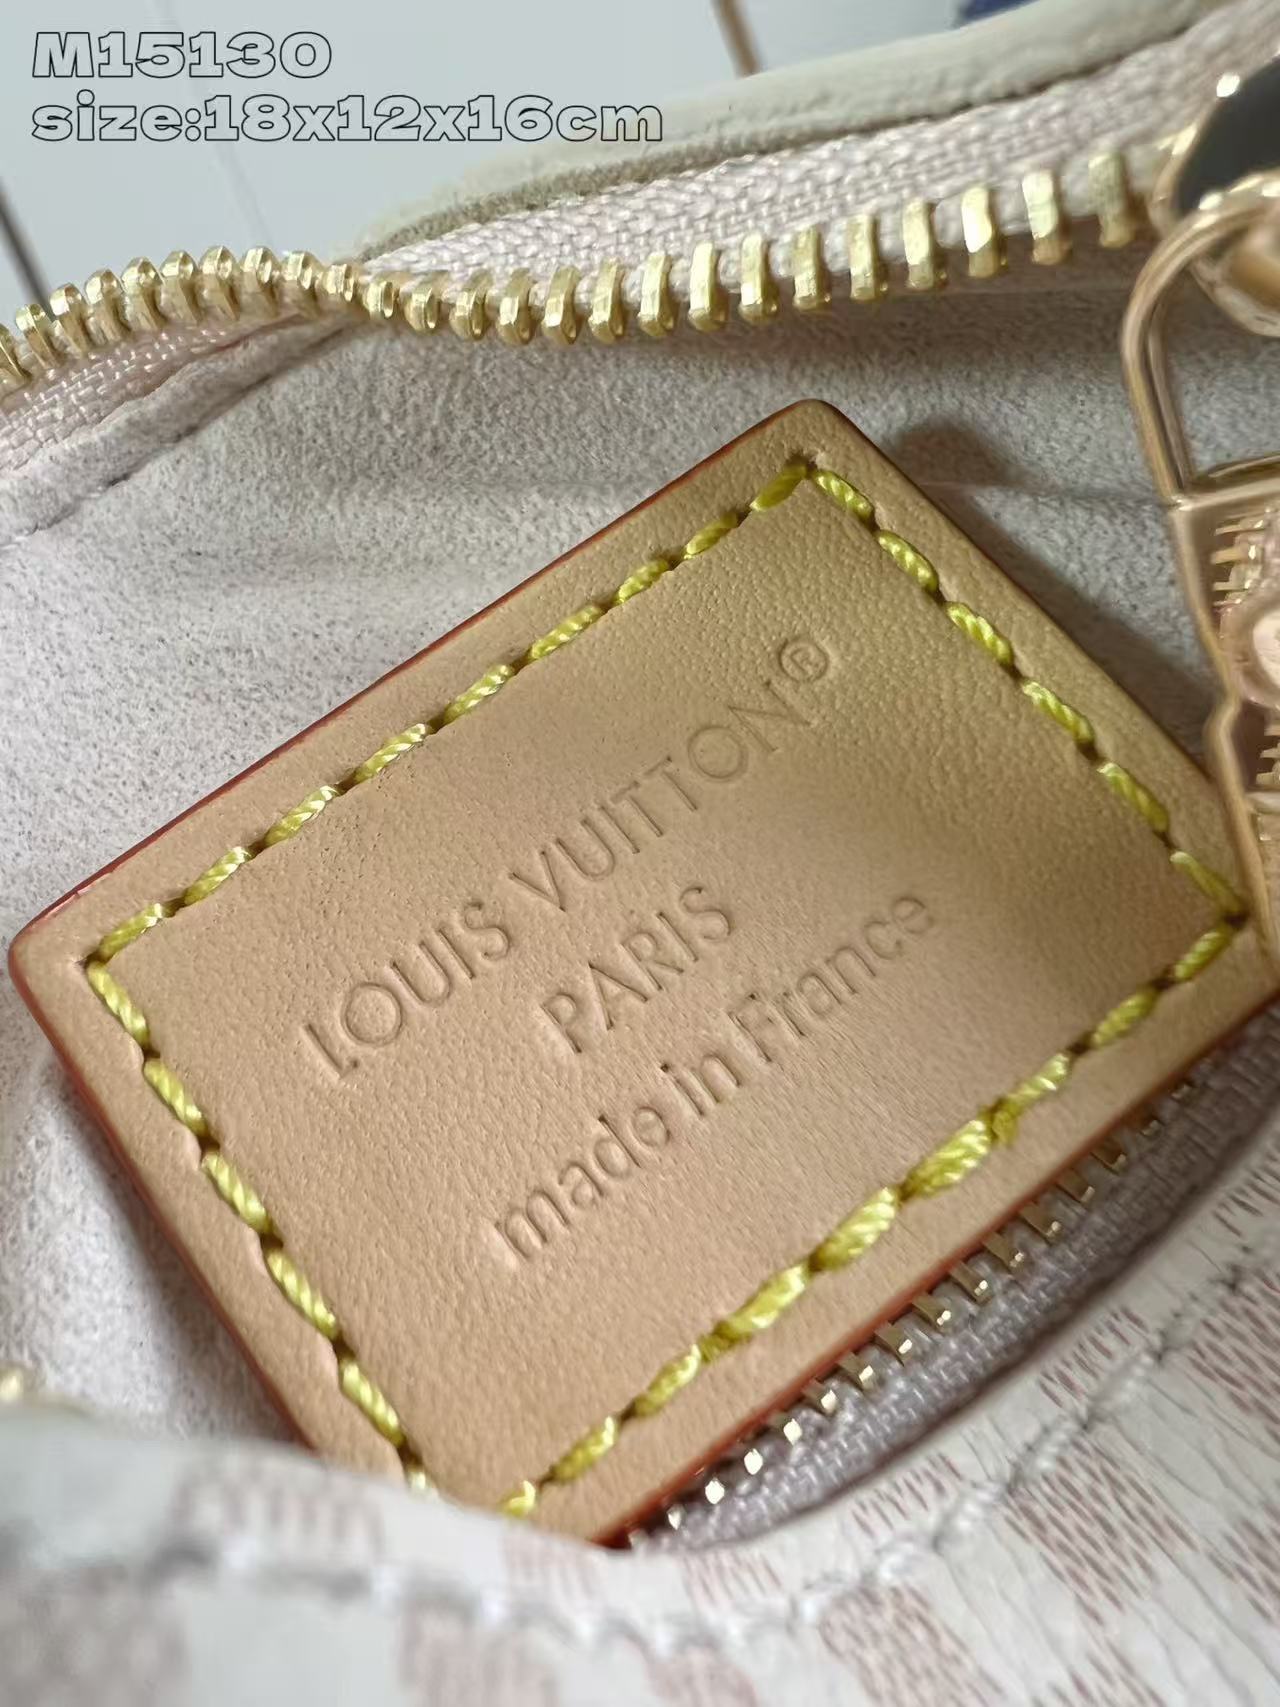 M15130
size:18x12x16cm
LOUIS VUITTON®
PARIS
made in France